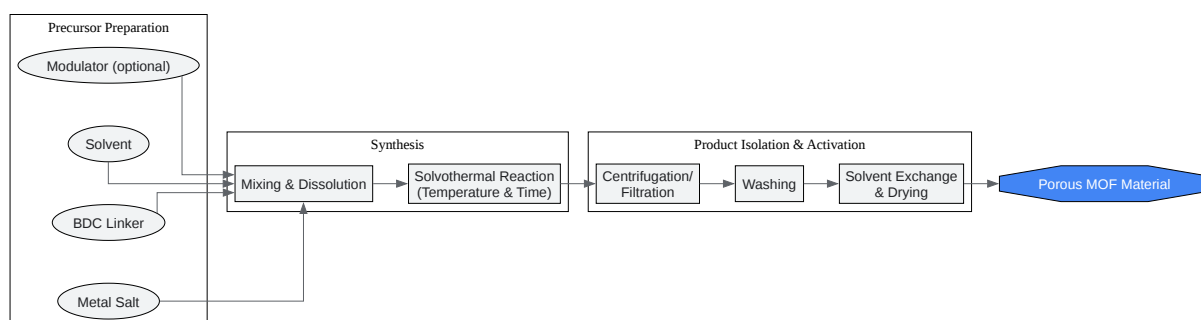 Precursor Preparation
Modulator (optional)
Solvent
BDC Linker
Metal Salt
Synthesis
Mixing & Dissolution
Solvothermal Reaction
(Temperature & Time)
Product Isolation & Activation
Centrifugation/
Filtration
Washing
Solvent Exchange
& Drying
Porous MOF Material